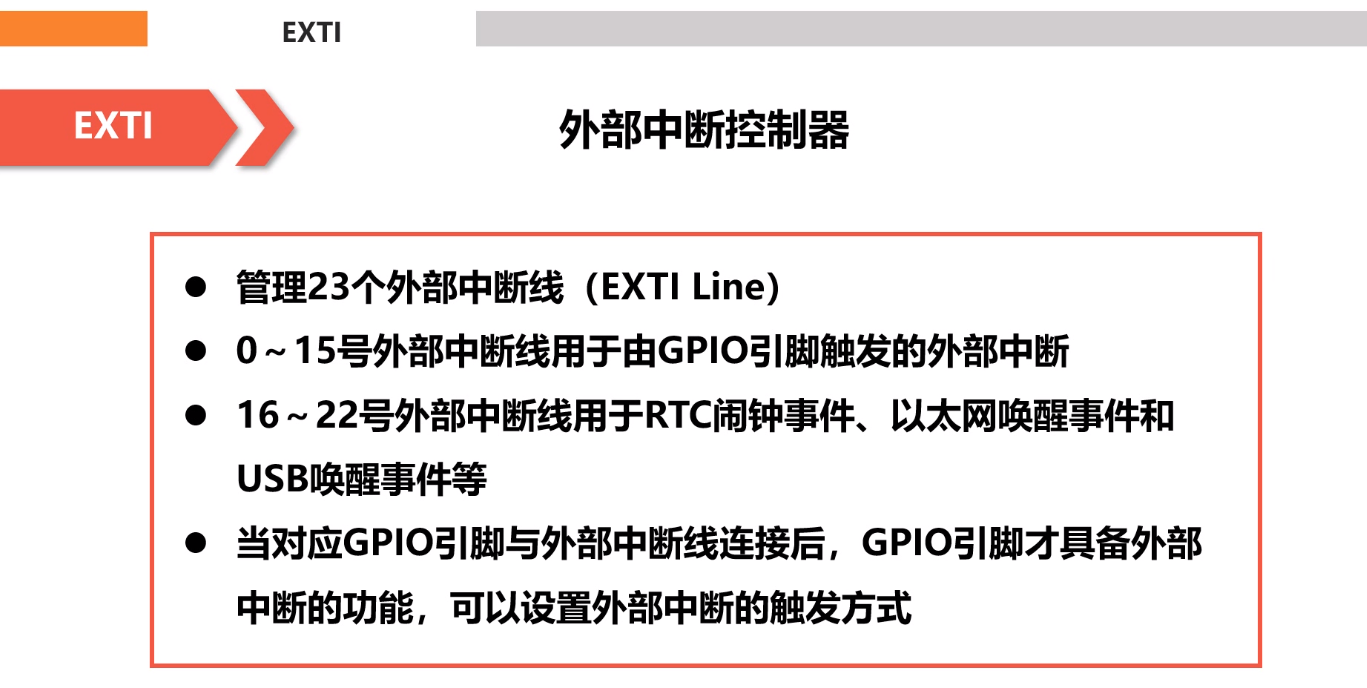 EXTI
EXTI
外部中断控制器
● 管理23个外部中断线（EXTI Line）
● 0～15号外部中断线用于由GPIO引脚触发的外部中断
● 16～22号外部中断线用于RTC闹钟事件、以太网唤醒事件和
USB唤醒事件等
● 当对应GPIO引脚与外部中断线连接后，GPIO引脚才具备外部
中断的功能，可以设置外部中断的触发方式